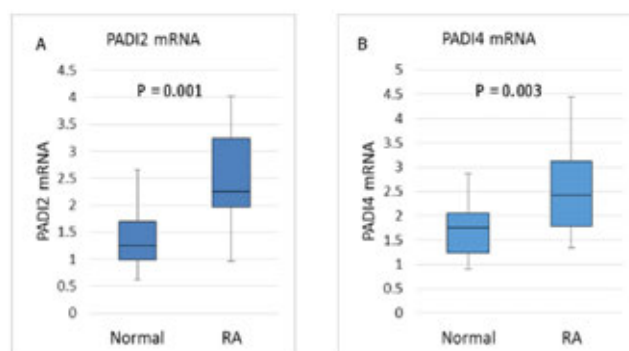 A PADI2 mRNA
4.5
4
P = 0.001
3.5
3
2.5
2
1.5
1
0.5
0
PADI2 mRNA
Normal RA
B PADI4 mRNA
5
4.5
P = 0.003
4
3.5
3
2.5
2
1.5
1
0.5
0
PADI4 mRNA
Normal RA